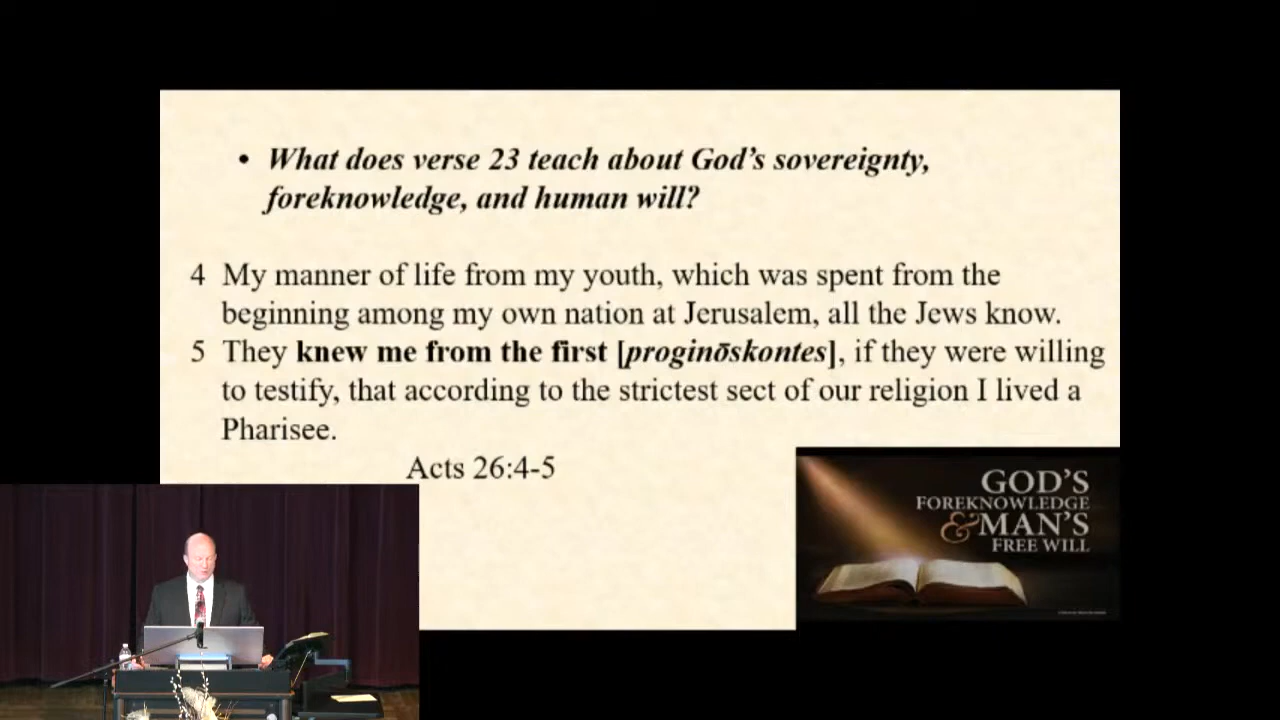 • What does verse 23 teach about God's sovereignty,
foreknowledge, and human will?
4 My manner of life from my youth, which was spent from the
beginning among my own nation at Jerusalem, all the Jews know.
5 They knew me from the first [proginōskontes], if they were willing
to testify, that according to the strictest sect of our religion I lived a
Pharisee.
Acts 26:4-5
GOD'S
FOREKNOWLEDGE
& MAN'S
FREE WILL